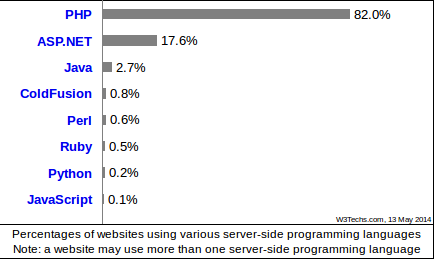 PHP 82.0%
ASP.NET 17.6%
Java 2.7%
ColdFusion 0.8%
Perl 0.6%
Ruby 0.5%
Python 0.2%
JavaScript 0.1%
W3Techs.com, 13 May 2014
Percentages of websites using various server-side programming languages
Note: a website may use more than one server-side programming language